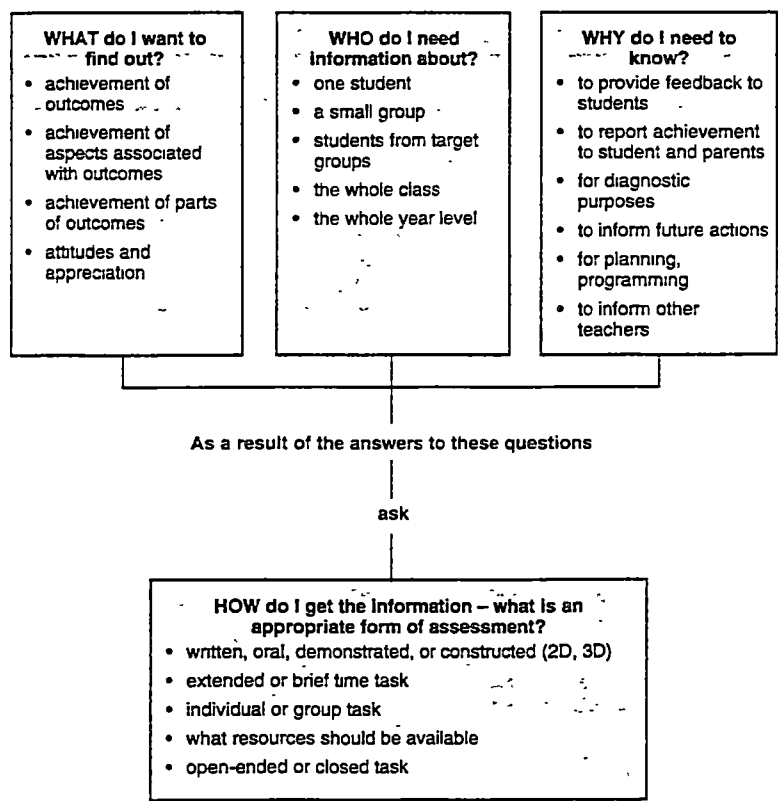 WHAT do I want to
find out?
• achievement of
outcomes
• achievement of
aspects associated
with outcomes
• achievement of parts
of outcomes
• attitudes and
appreciation
WHO do I need
information about?
• one student
• a small group
• students from target
groups
• the whole class
• the whole year level
WHY do I need to
know?
• to provide feedback to
students
• to report achievement
to student and parents
• for diagnostic
purposes
• to inform future actions
• for planning,
programming
• to inform other
teachers
As a result of the answers to these questions
ask
HOW do I get the information – what is an
appropriate form of assessment?
• written, oral, demonstrated, or constructed (2D, 3D)
• extended or brief time task
• individual or group task
• what resources should be available
• open-ended or closed task